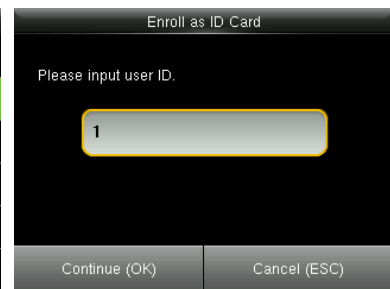 Enroll as ID Card
Please input user ID.
1
Continue (OK)
Cancel (ESC)